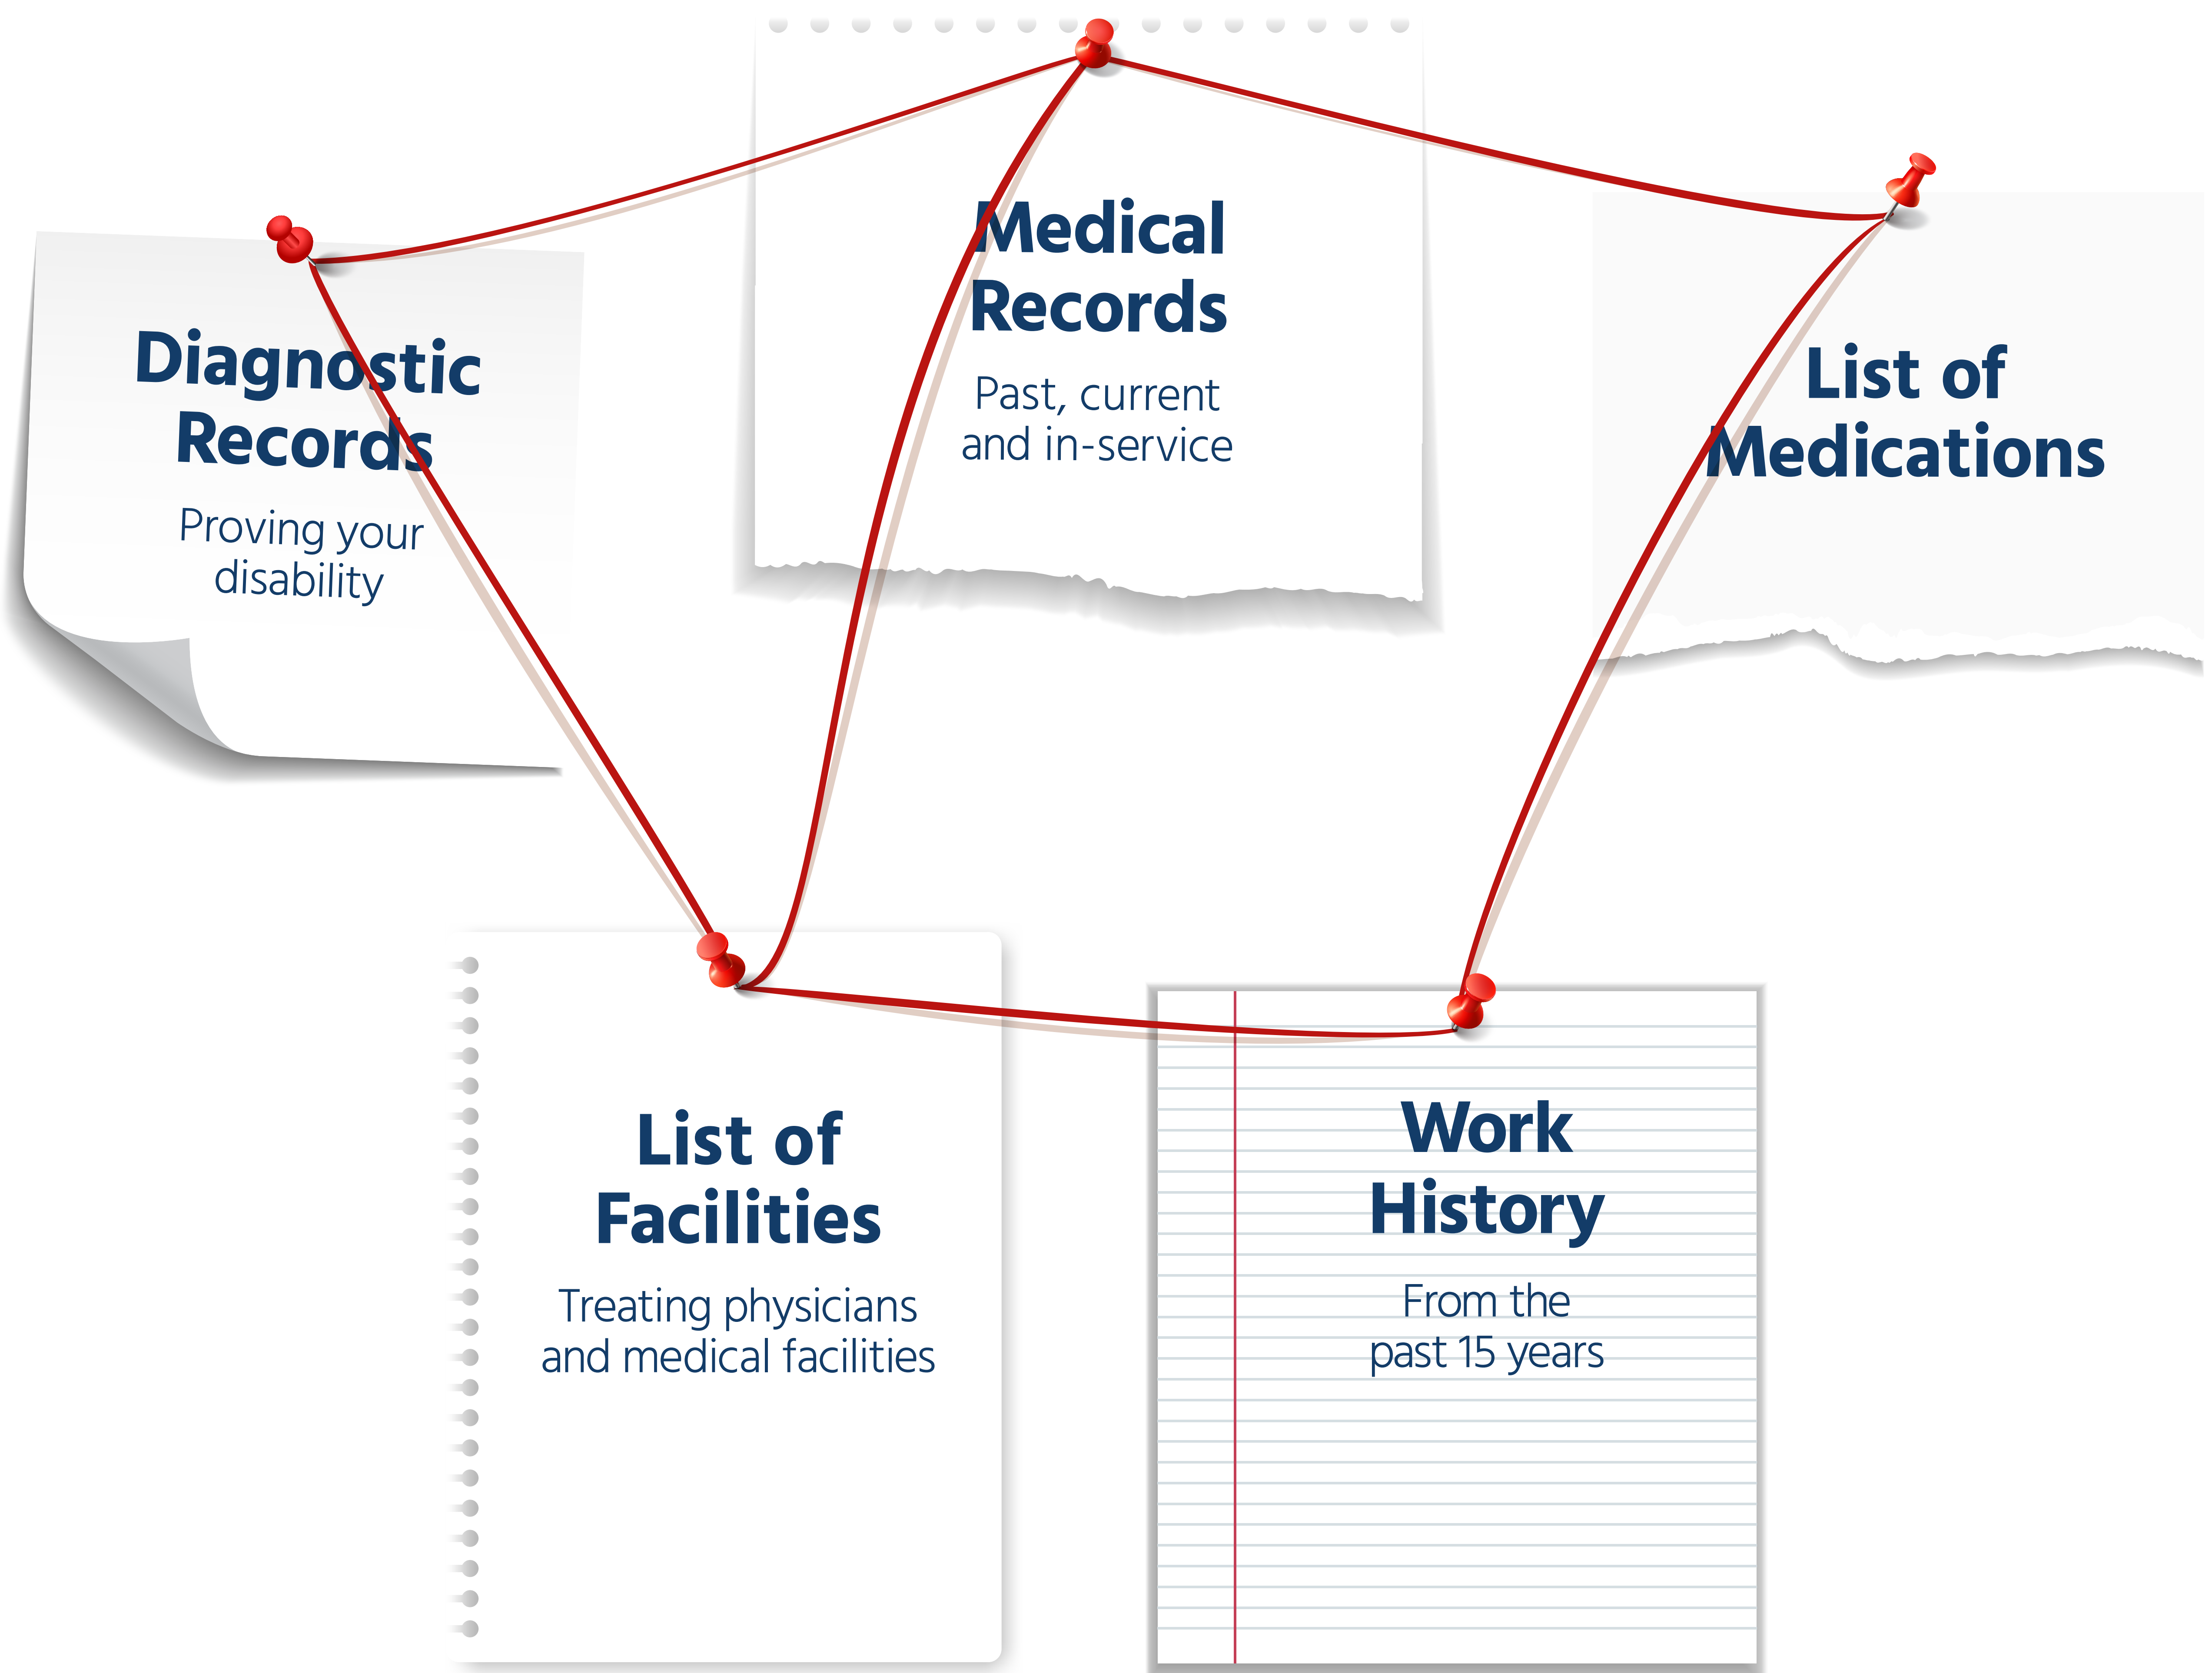 Diagnostic
Records
Proving your
disability
Medical
Records
Past, current
and in-service
List of
Medications
List of
Facilities
Treating physicians
and medical facilities
Work
History
From the
past 15 years